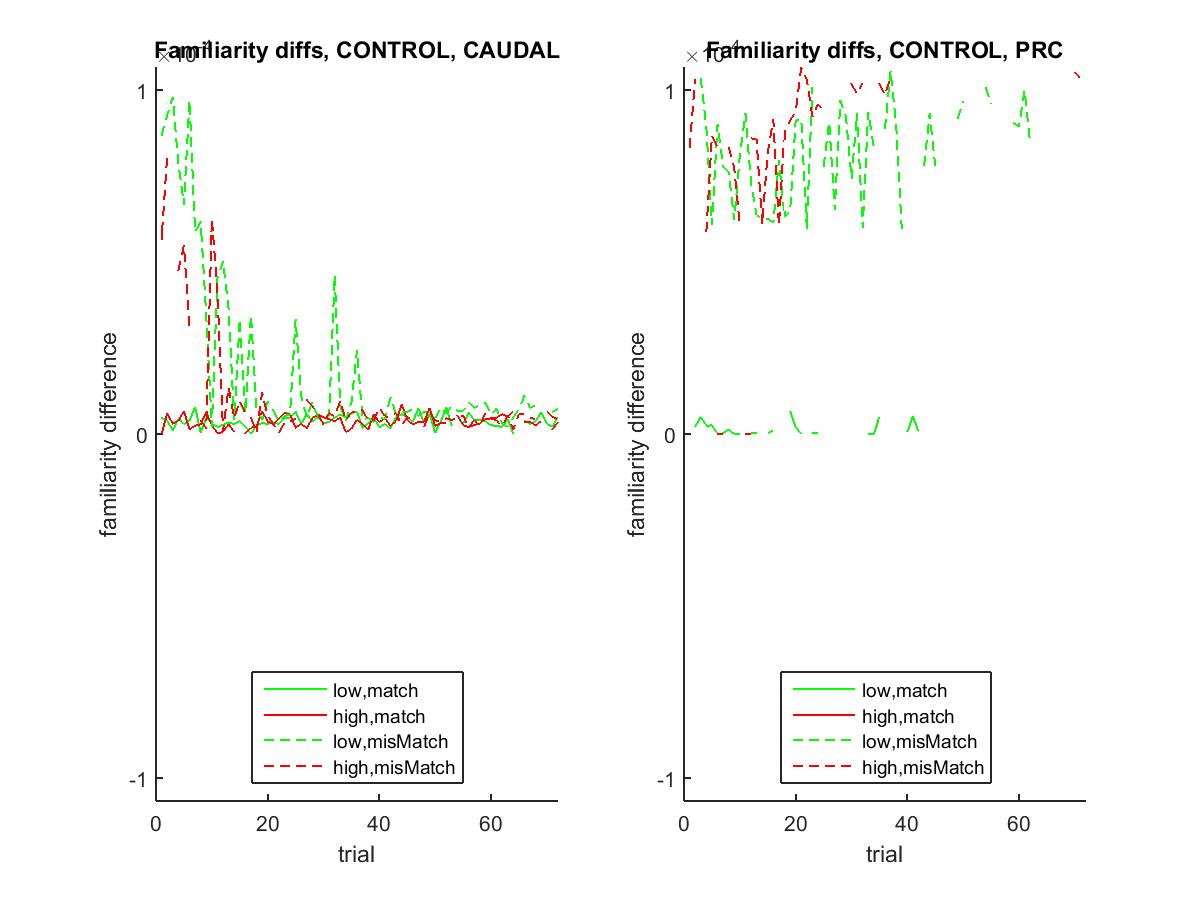 Familiarity diffs, CONTROL, CAUDAL
1
0
-1
familiarity difference
0 20 40 60
trial
low,match
high,match
low,misMatch
high,misMatch
Familiarity diffs, CONTROL, PRC
1
0
-1
familiarity difference
0 20 40 60
trial
low,match
high,match
low,misMatch
high,misMatch